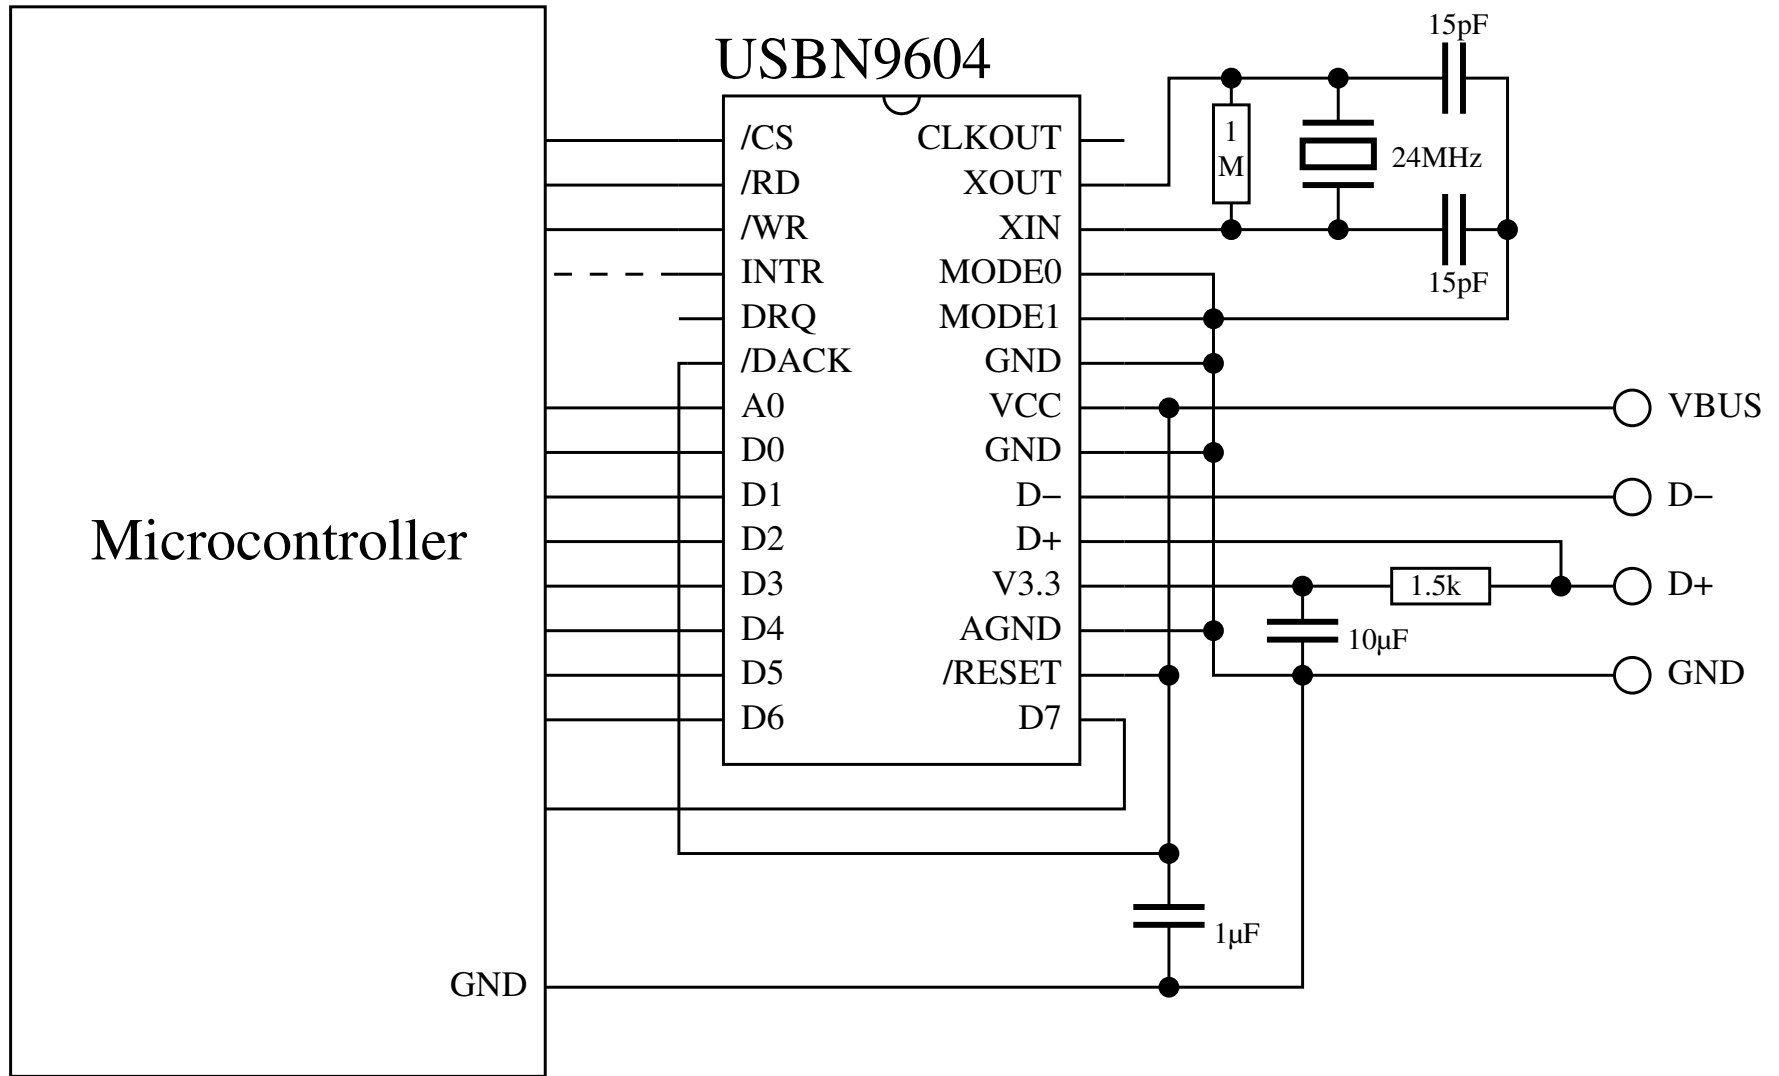 15pF
USBN9604
/CS
CLKOUT
/RD
XOUT
/WR
XIN
INTR
MODE0
DRQ
MODE1
/DACK
GND
A0
VCC
D0
GND
D1
D−
D2
D+
D3
V3.3
D4
AGND
D5
/RESET
D6
D7
1
M
24MHz
15pF
VBUS
D−
1.5k
D+
10µF
GND
Microcontroller
1µF
GND